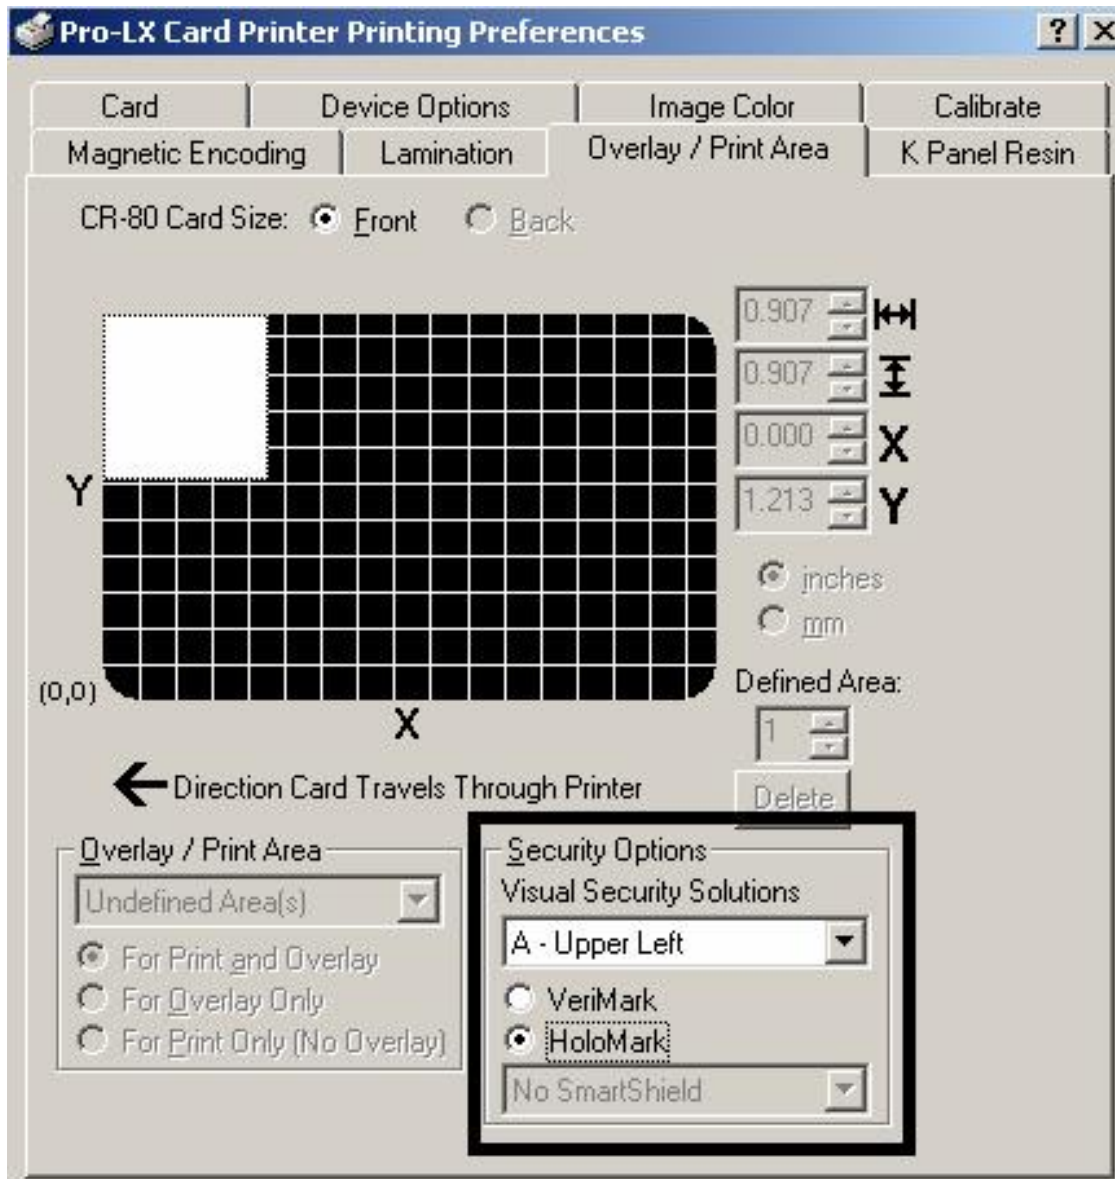 Pro-LX Card Printer Printing Preferences
Card Device Options Image Color Calibrate
Magnetic Encoding Lamination Overlay / Print Area K Panel Resin
CR-80 Card Size: Front Back
0.907
0.907
0.000 X
Y 1.213 Y
inches
mm
(0,0)
X
Defined Area:
1
Direction Card Travels Through Printer
Delete
Overlay / Print Area
Undefined Area(s)
For Print and Overlay
For Overlay Only
For Print Only (No Overlay)
Security Options
Visual Security Solutions
A - Upper Left
VeriMark
HoloMark
No SmartShield